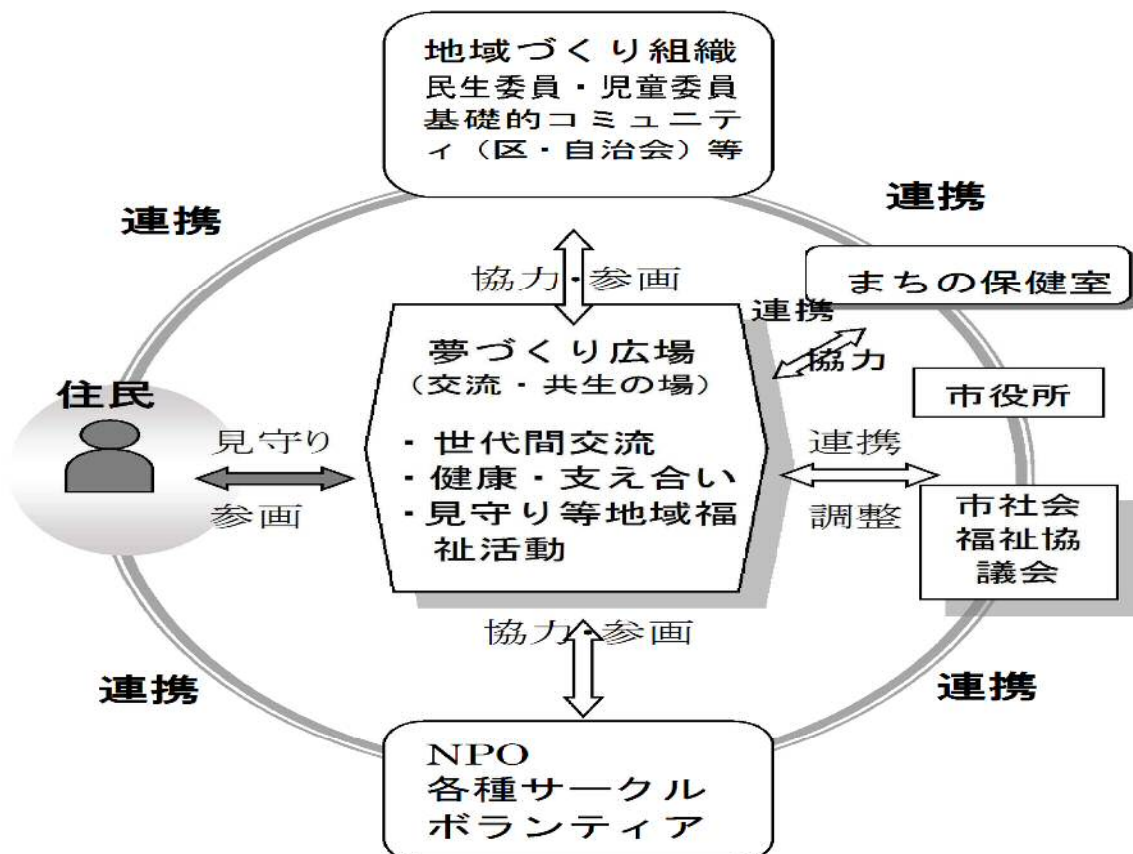 地域づくり組織
民生委員・児童委員
基礎的コミュニテ
ィ（区・自治会）等
連携
連携
協力・参画
まちの保健室
連携
協力
夢づくり広場
（交流・共生の場）
・世代間交流
・健康・支え合い
・見守り等地域福
祉活動
住民
見守り
参画
市役所
連携
調整
市社会
福祉協
議会
協力・参画
連携
連携
NPO
各種サークル
ボランティア